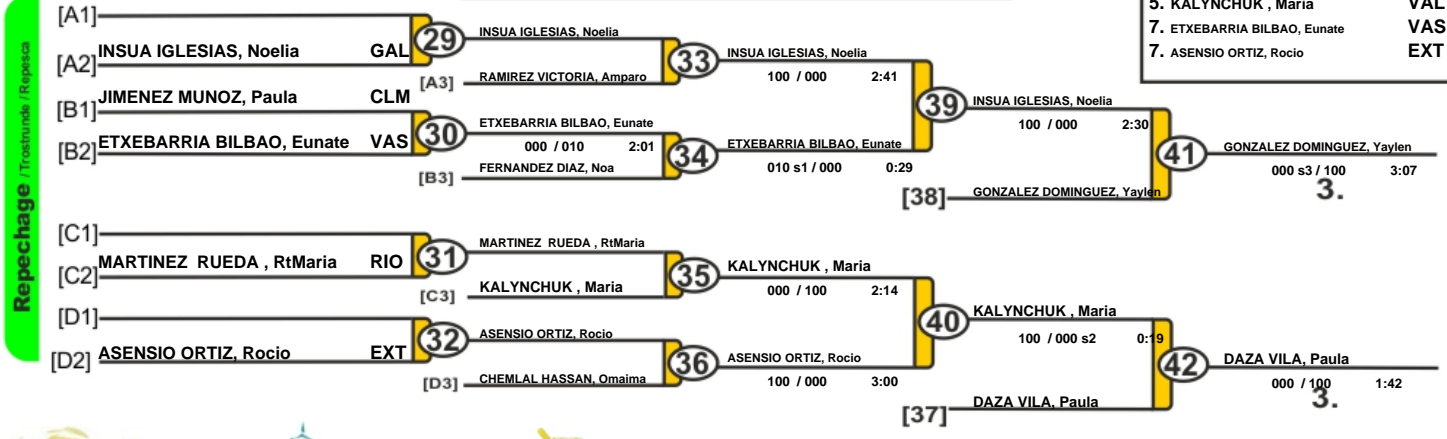 5. KALYNCHUK , Maria VAL
7. ETXEBARRIA BILBAO, Eunate VAS
7. ASENSIO ORTIZ, Rocio EXT
Repechage / Trostrunde / Repesca
[A1]
INSUA IGLESIAS, Noelia GAL
[A2]
29
INSUA IGLESIAS, Noelia
[A3] RAMIREZ VICTORIA, Amparo
33
INSUA IGLESIAS, Noelia
100 / 000 2:41
JIMENEZ MUNOZ, Paula CLM
[B1]
[B2] ETXEBARRIA BILBAO, Eunate VAS
30
ETXEBARRIA BILBAO, Eunate
000 / 010 2:01
[B3] FERNANDEZ DIAZ, Noa
34
ETXEBARRIA BILBAO, Eunate
010 s1 / 000 0:29
39
INSUA IGLESIAS, Noelia
100 / 000 2:30
[38] GONZALEZ DOMINGUEZ, Yaylen
41
GONZALEZ DOMINGUEZ, Yaylen
000 s3 / 100 3:07
3.
[C1]
[C2] MARTINEZ RUEDA , RtMaria RIO
31
MARTINEZ RUEDA , RtMaria
[C3] KALYNCHUK , Maria
35
KALYNCHUK , Maria
000 / 100 2:14
[D1]
[D2] ASENSIO ORTIZ, Rocio EXT
32
ASENSIO ORTIZ, Rocio
[D3] CHEMLAL HASSAN, Omaima
36
ASENSIO ORTIZ, Rocio
100 / 000 3:00
40
KALYNCHUK , Maria
100 / 000 s2 0:19
[37] DAZA VILA, Paula
42
DAZA VILA, Paula
000 / 100 1:42
3.